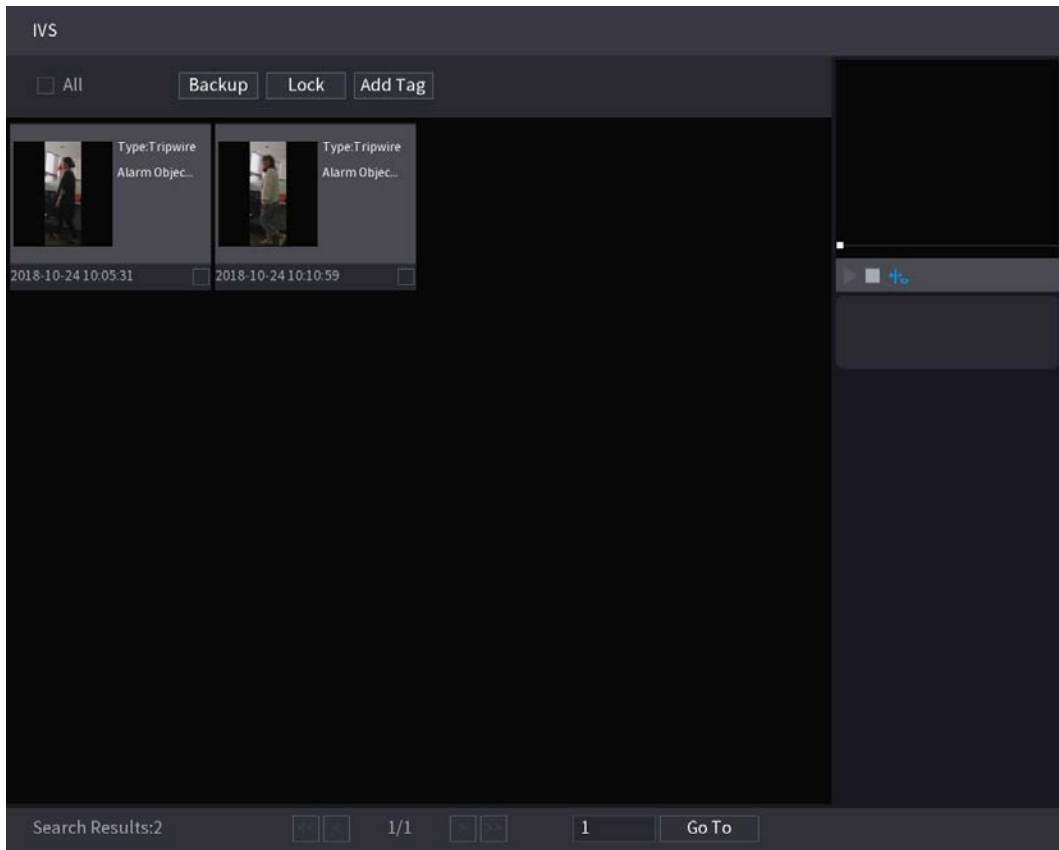 IVS
All
Backup
Lock
Add Tag
Type:Tripwire
Alarm Objec...
2018-10-24 10:05:31
Type:Tripwire
Alarm Objec...
2018-10-24 10:10:59
Search Results:2
<< < 1/1 > >>
1
Go To